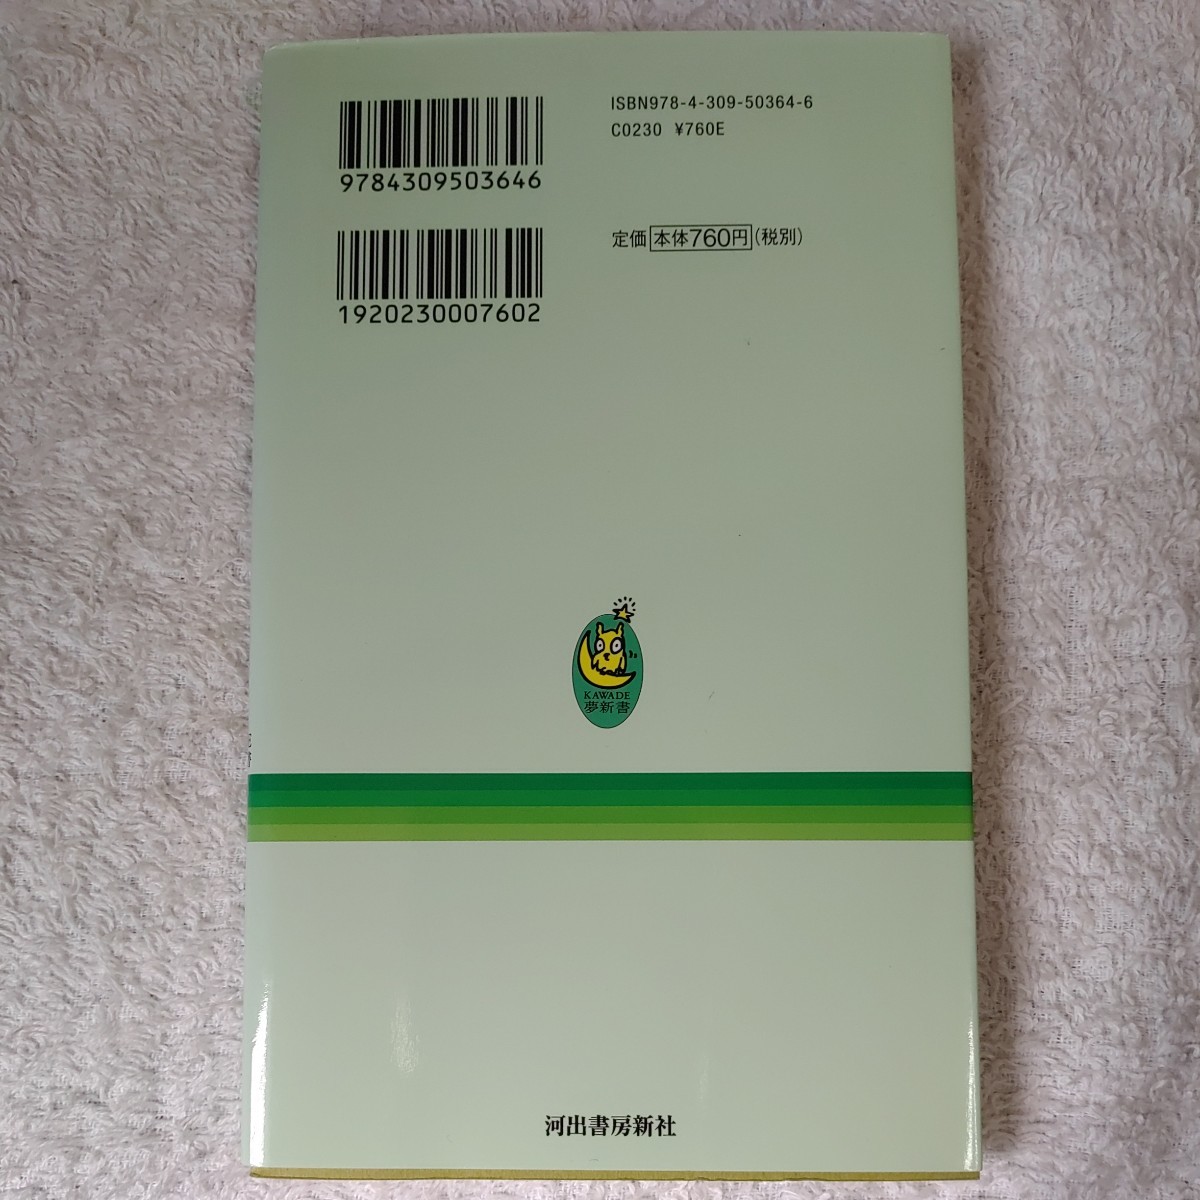 ISBN978-4-309-50364-6
C0230 ¥760E
9784309503646
定価 本体760円 (税別)
1920230007602
KAWADE
夢新書
河出書房新社